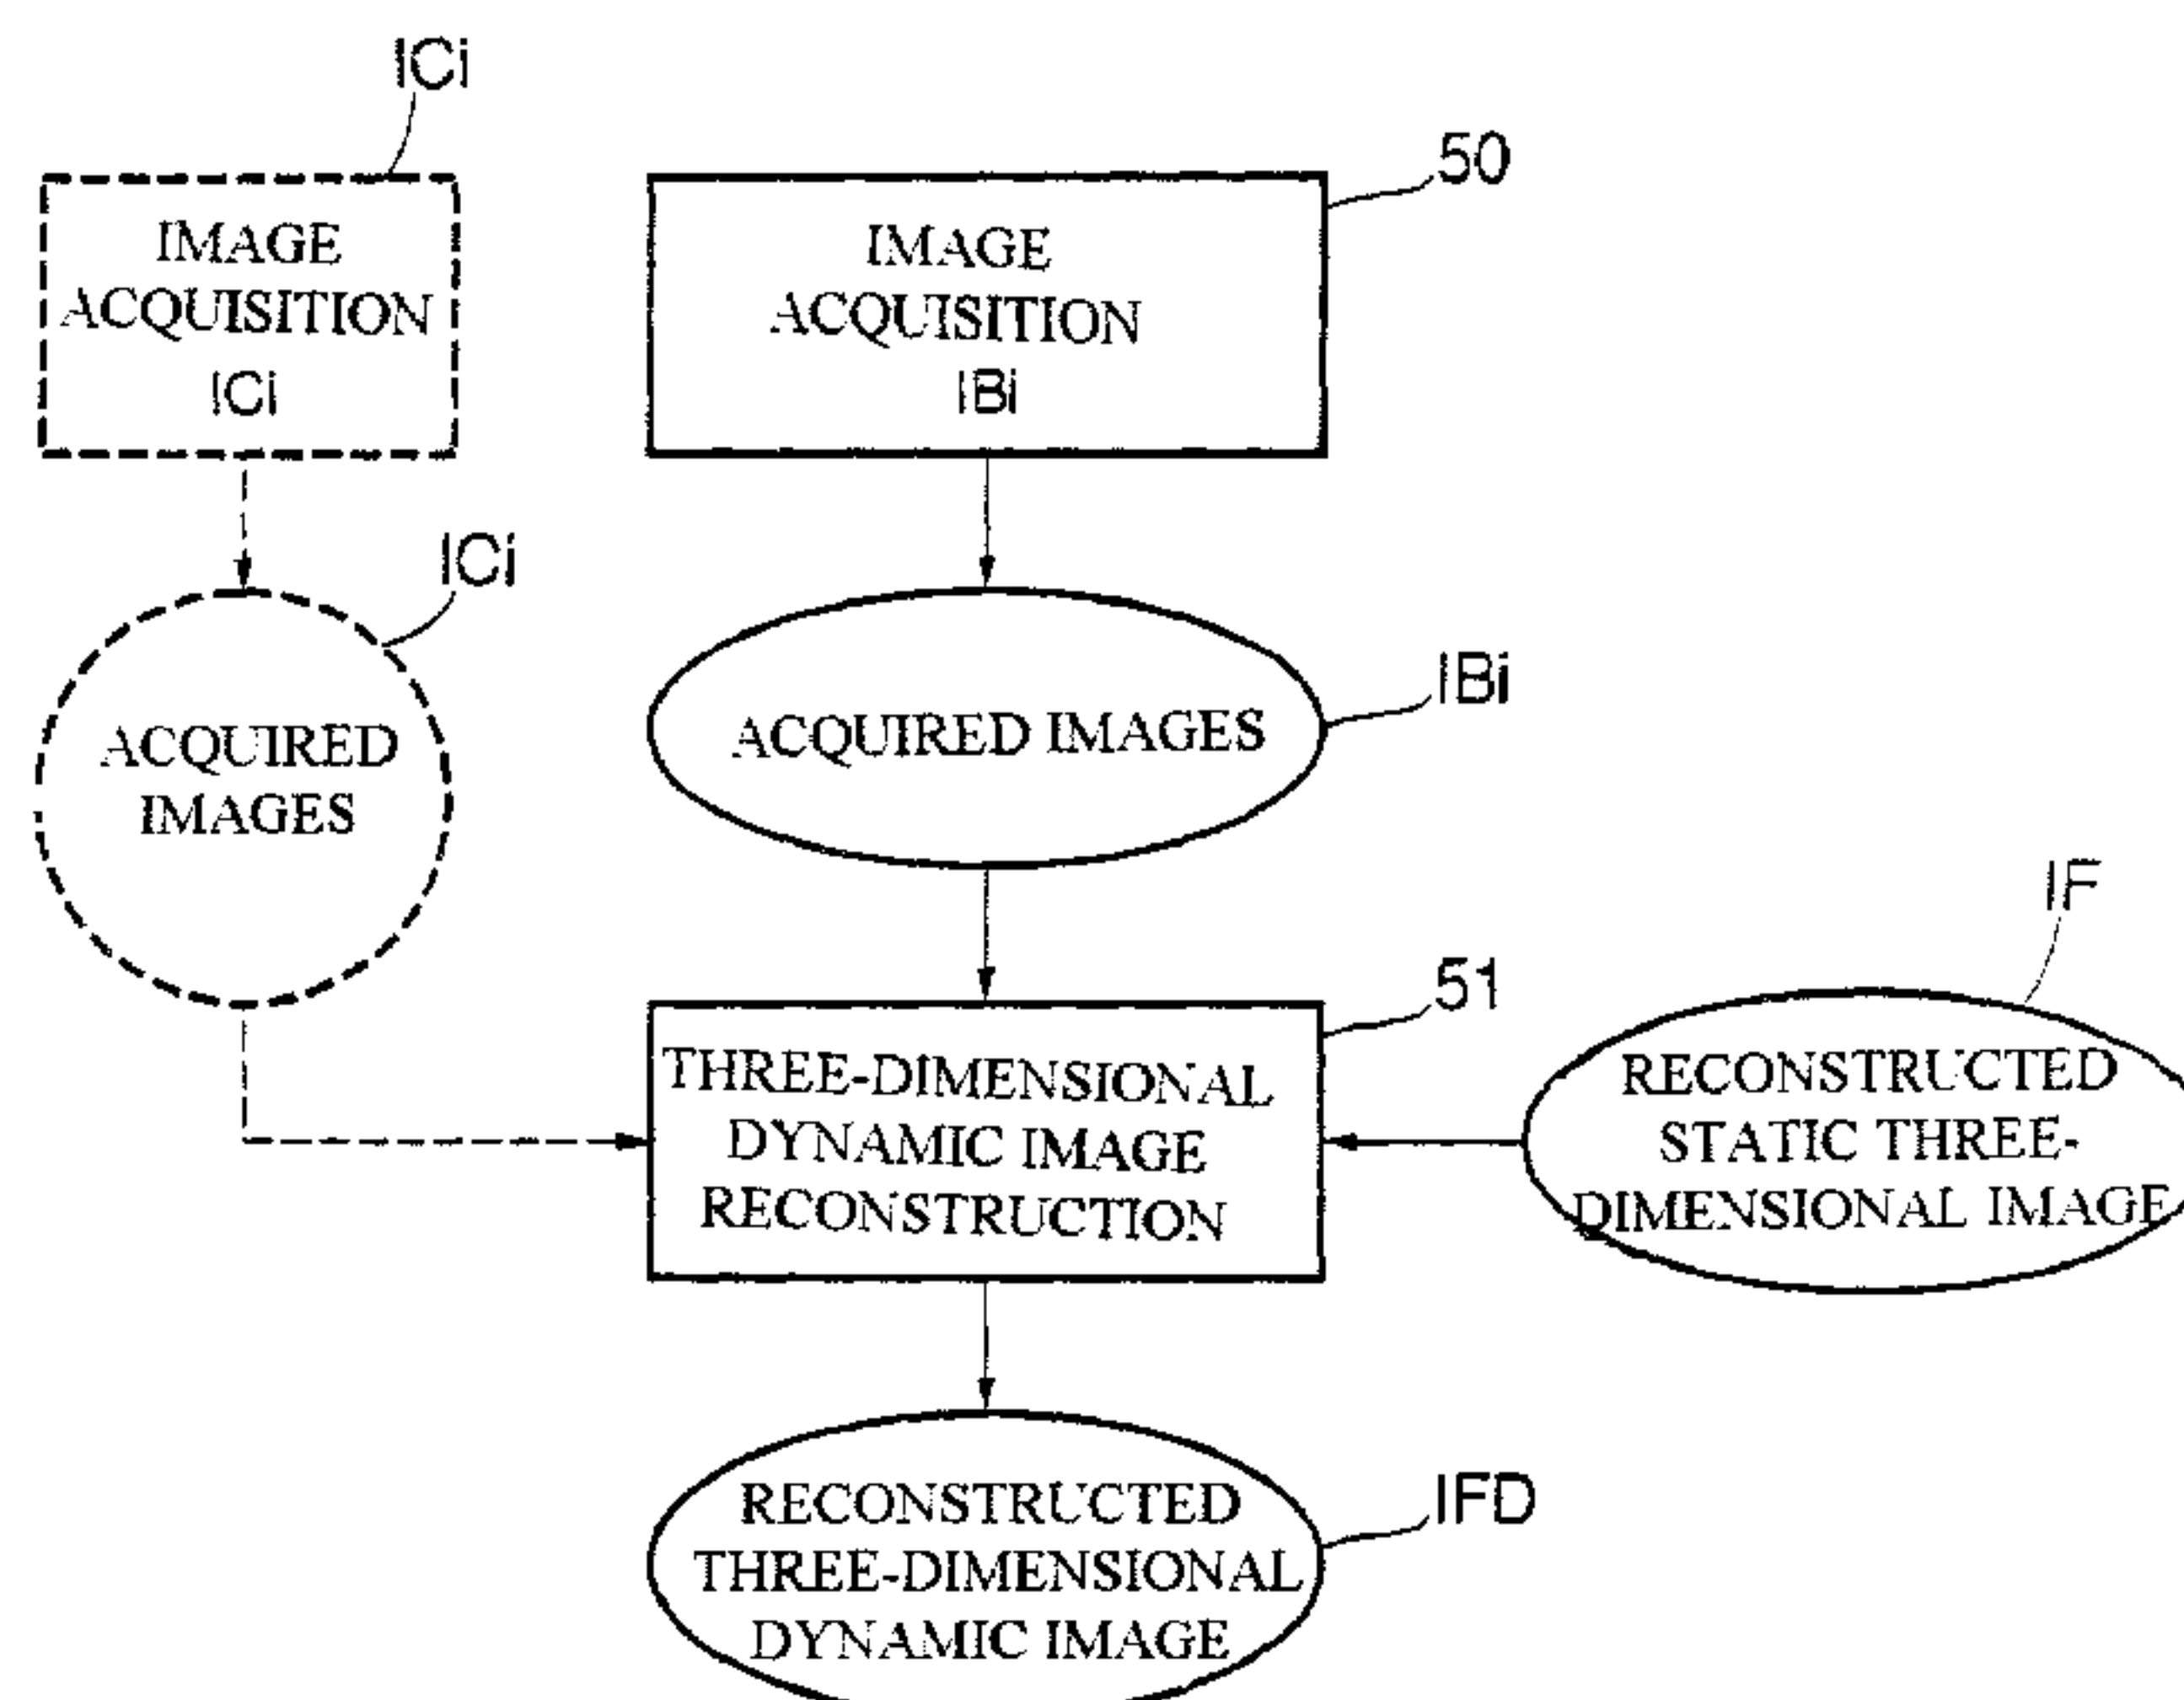 ICi
50
IMAGE
ACQUISITION
ICi
IMAGE
ACQUISITION
IBi
ICi
ACQUIRED
IMAGES
ACQUIRED IMAGES
IBi
IF
51
THREE-DIMENSIONAL
DYNAMIC IMAGE
RECONSTRUCTION
RECONSTRUCTED
STATIC THREE-
DIMENSIONAL IMAGE
RECONSTRUCTED
THREE-DIMENSIONAL
DYNAMIC IMAGE
IFD